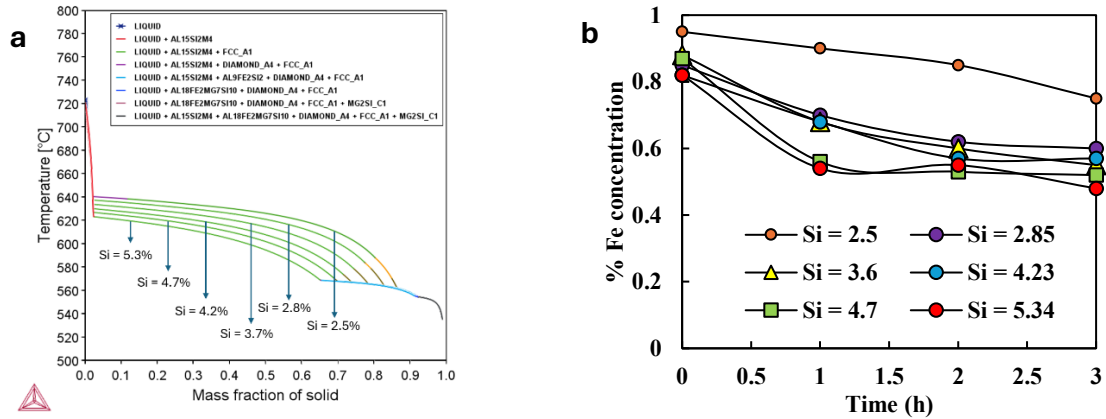 a
800
780
760
740
720
700
680
660
640
620
600
580
560
540
520
500
Temperature [°C]
LIQUID
LIQUID + AL15SI2M4
LIQUID + AL15SI2M4 + FCC_A1
LIQUID + AL15SI2M4 + DIAMOND_A4 + FCC_A1
LIQUID + AL15SI2M4 + AL9FE2SI2 + DIAMOND_A4 + FCC_A1
LIQUID + AL18FE2MG7SI10 + DIAMOND_A4 + FCC_A1
LIQUID + AL18FE2MG7SI10 + DIAMOND_A4 + FCC_A1 + MG2SI_C1
LIQUID + AL15SI2M4 + AL18FE2MG7SI10 + DIAMOND_A4 + FCC_A1 + MG2SI_C1
Si = 5.3%
Si = 4.7%
Si = 4.2%
Si = 3.7%
Si = 2.8%
Si = 2.5%
0.0 0.1 0.2 0.3 0.4 0.5 0.6 0.7 0.8 0.9 1.0
Mass fraction of solid
b
1
0.8
0.6
0.4
0.2
0
% Fe concentration
Si = 2.5 Si = 2.85
Si = 3.6 Si = 4.23
Si = 4.7 Si = 5.34
0 0.5 1 1.5 2 2.5 3
Time (h)